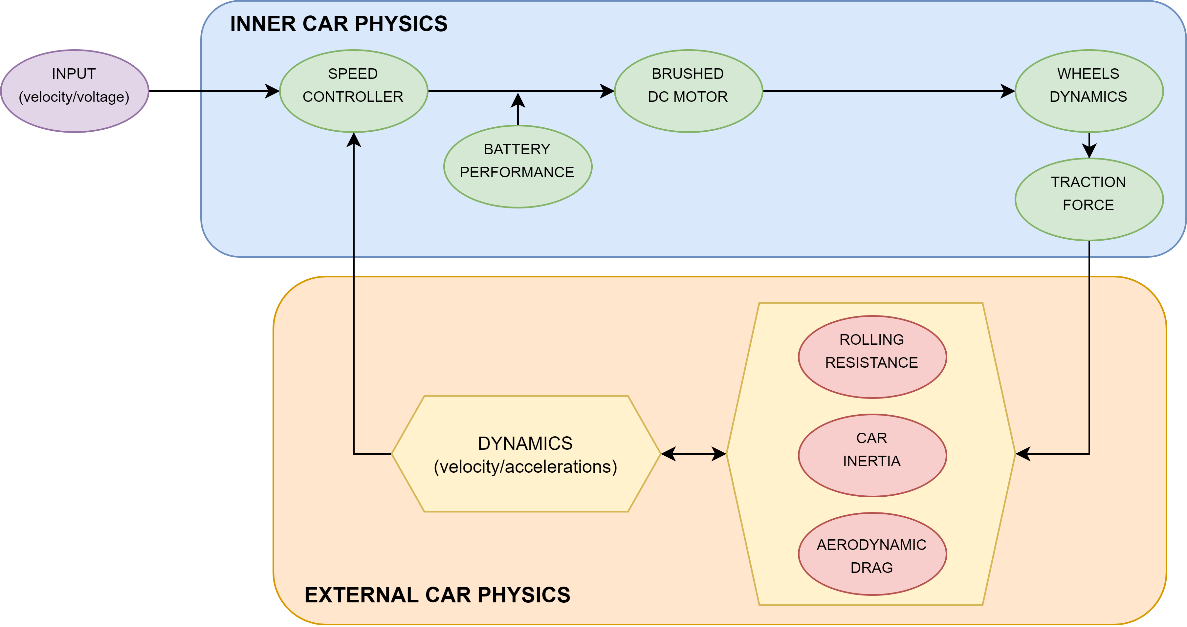 INNER CAR PHYSICS
INPUT
(velocity/voltage)
SPEED
CONTROLLER
BATTERY
PERFORMANCE
BRUSHED
DC MOTOR
WHEELS
DYNAMICS
TRACTION
FORCE
ROLLING
RESISTANCE
CAR
INERTIA
AERODYNAMIC
DRAG
DYNAMICS
(velocity/accelerations)
EXTERNAL CAR PHYSICS